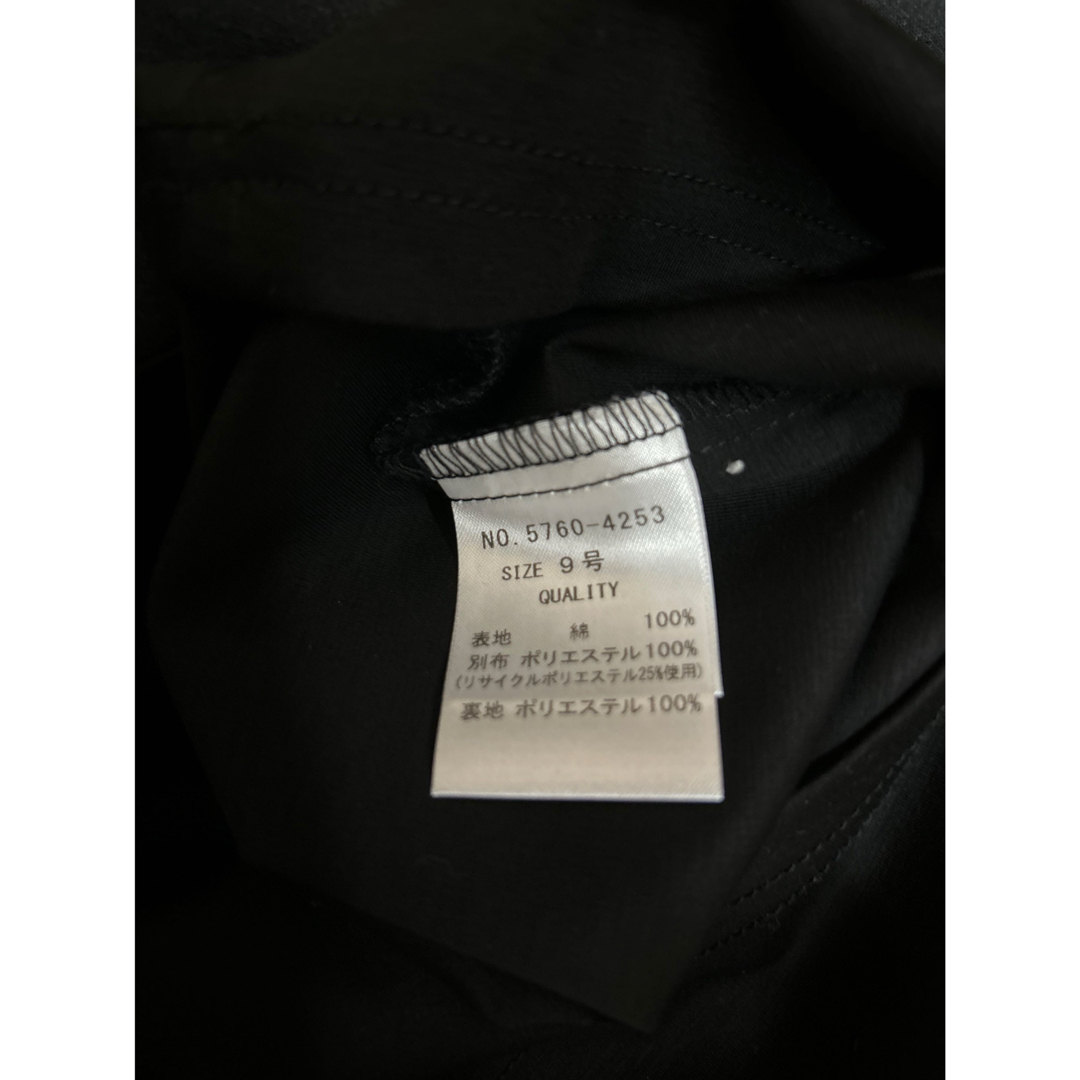 NO.5760-4253
SIZE 9号
QUALITY
表地 綿 100%
別布 ポリエステル100%
(リサイクルポリエステル25%使用)
裏地 ポリエステル100%